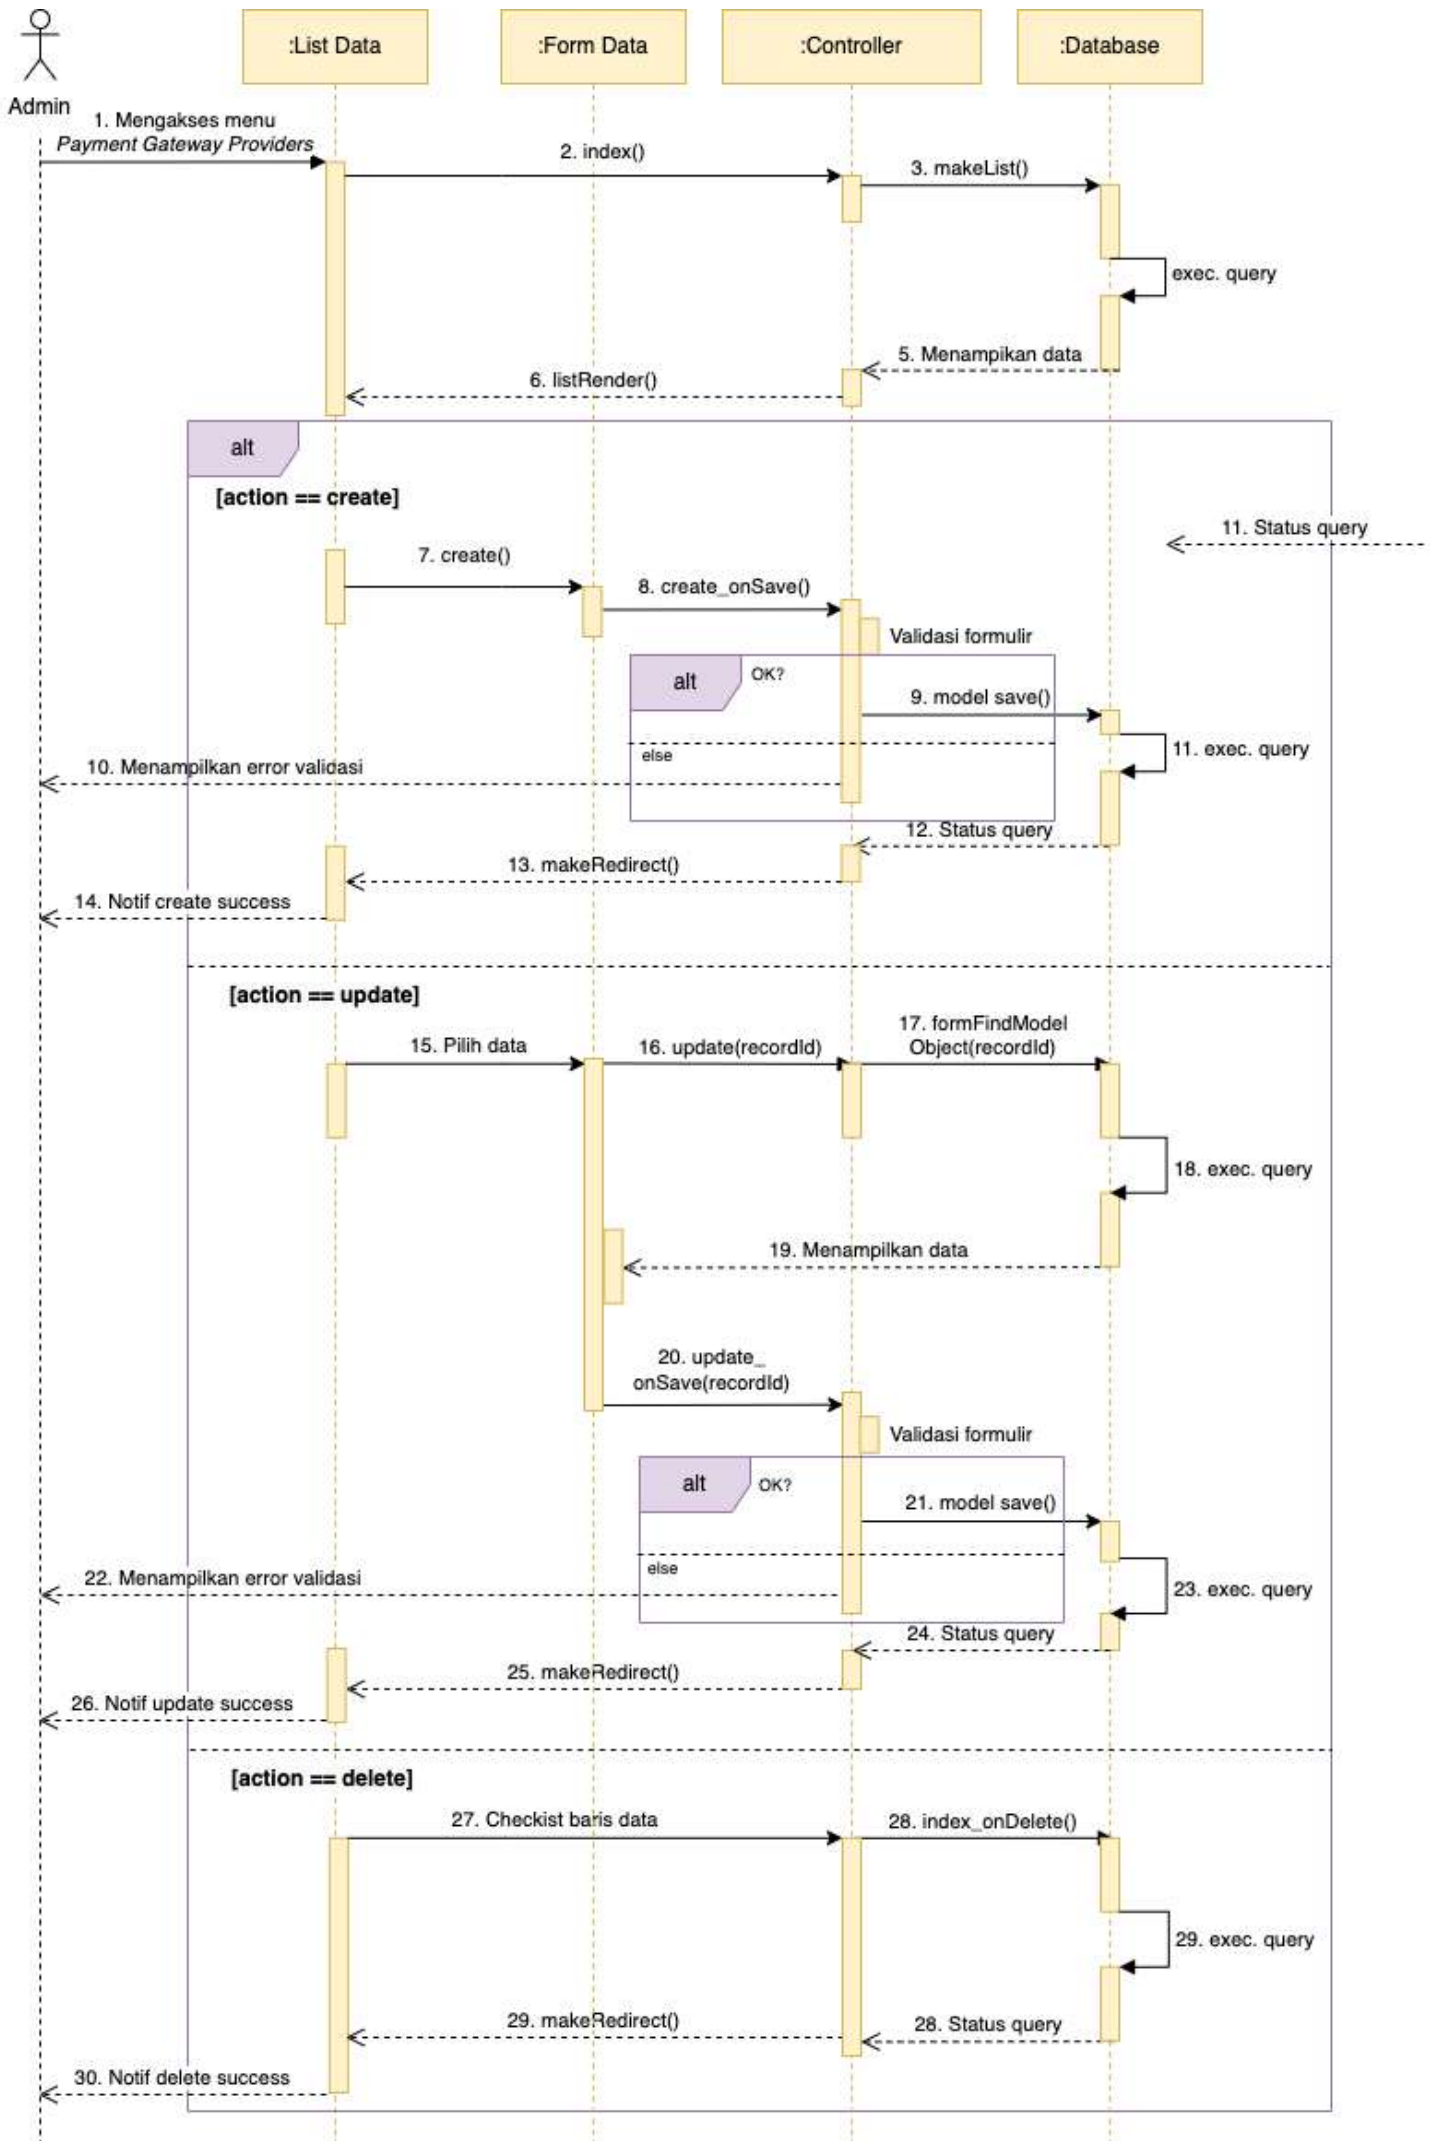 :List Data
:Form Data
:Controller
:Database
Admin
1. Mengakses menu
Payment Gateway Providers
2. index()
3. makeList()
exec. query
5. Menampikan data
6. listRender()
alt
[action == create]
11. Status query
7. create()
8. create_onSave()
Validasi formulir
alt
OK?
9. model save()
else
11. exec. query
10. Menampilkan error validasi
12. Status query
13. makeRedirect()
14. Notif create success
[action == update]
15. Pilih data
16. update(recordId)
17. formFindModel
Object(recordId)
18. exec. query
19. Menampilkan data
20. update_
onSave(recordId)
Validasi formulir
alt
OK?
21. model save()
else
22. Menampilkan error validasi
23. exec. query
24. Status query
25. makeRedirect()
26. Notif update success
[action == delete]
27. Checkist baris data
28. index_onDelete()
29. exec. query
29. makeRedirect()
28. Status query
30. Notif delete success